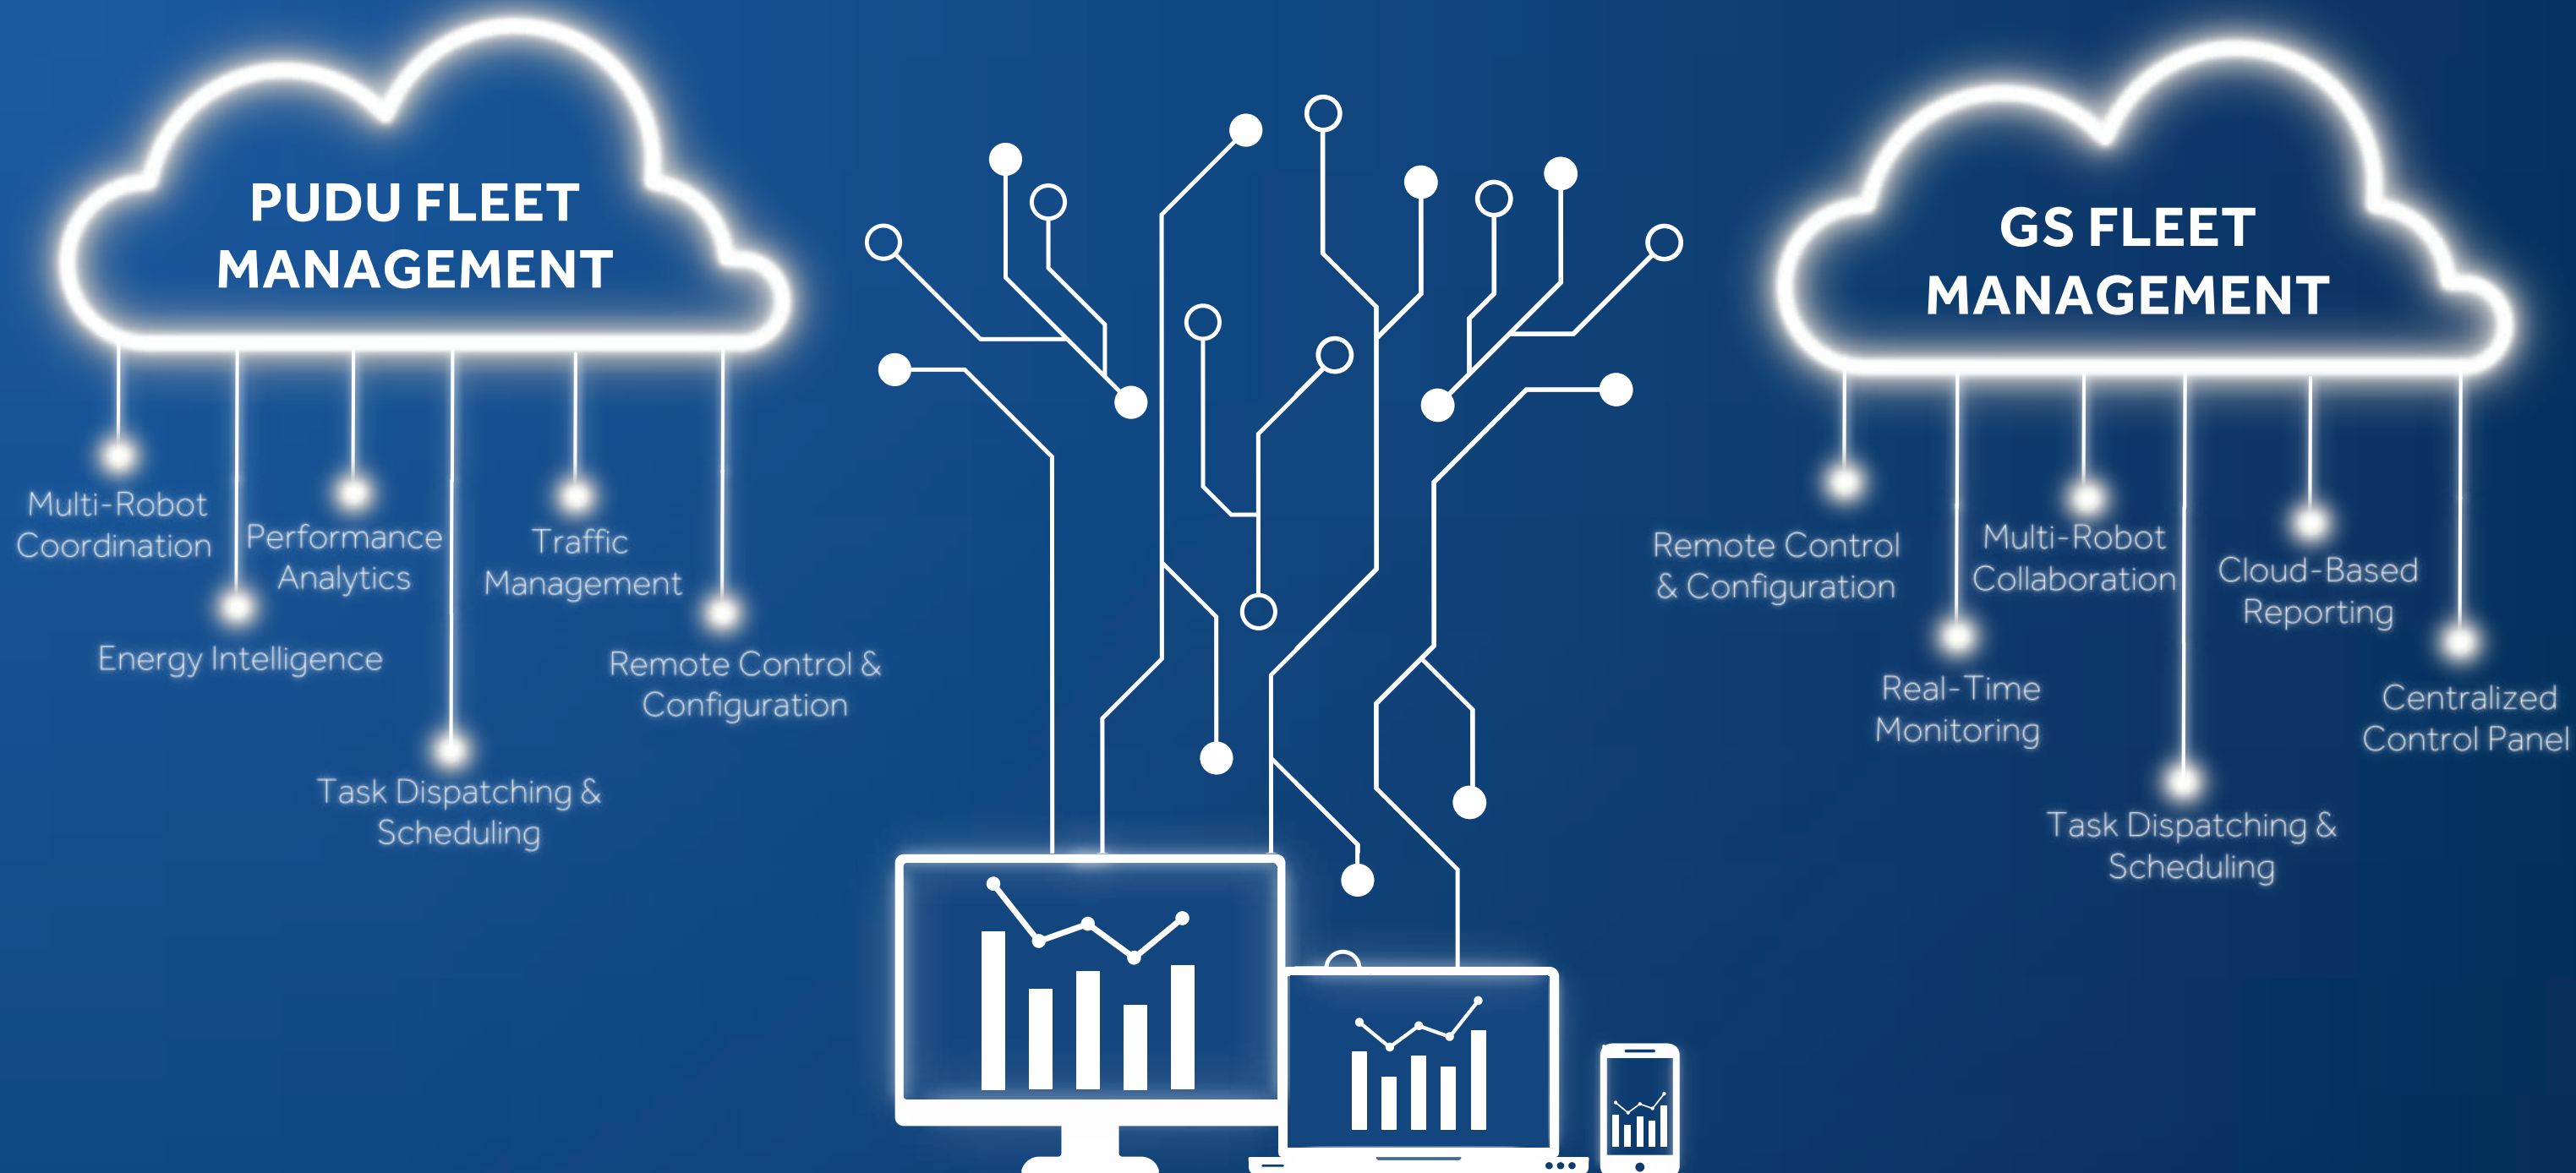 PUDU FLEET
MANAGEMENT
Multi-Robot
Coordination
Performance
Analytics
Traffic
Management
Energy Intelligence
Remote Control &
Configuration
Task Dispatching &
Scheduling
GS FLEET
MANAGEMENT
Remote Control
& Configuration
Multi-Robot
Collaboration
Cloud-Based
Reporting
Real-Time
Monitoring
Centralized
Control Panel
Task Dispatching &
Scheduling